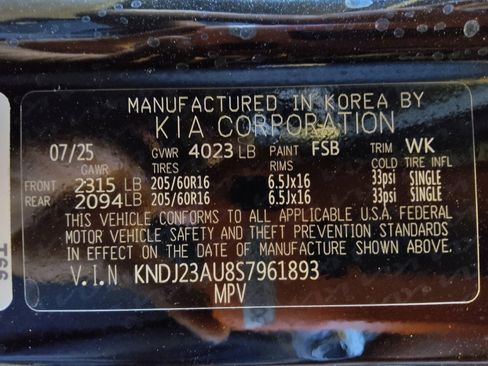 MANUFACTURED IN KOREA BY
KIA CORPORATION
07/25 GVWR 4023 LB PAINT FSB TRIM WK
GAWR TIRES RIMS COLD TIRE INFL
FRONT 2315 LB 205/60R16 6.5Jx16 33psi SINGLE
REAR 2094LB 205/60R16 6.5Jx16 33psi SINGLE
THIS VEHICLE CONFORMS TO ALL APPLICABLE U.S.A. FEDERAL
MOTOR VEHICLE SAFETY AND THEFT PREVENTION STANDARDS
IN EFFECT ON THE DATE OF MANUFACTURE SHOWN ABOVE.
V.I.N KNDJ23AU8S7961893
MPV